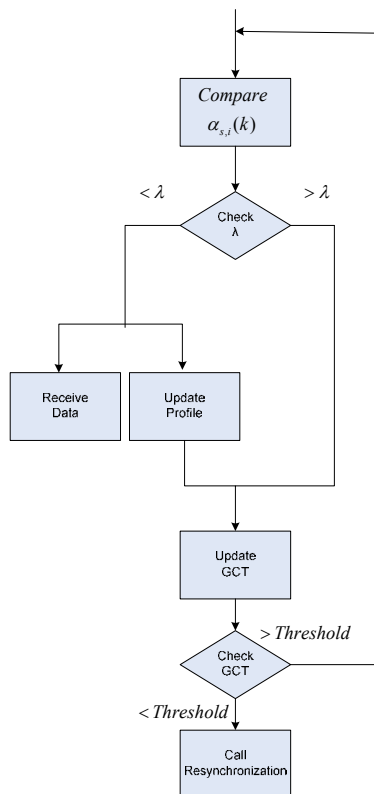 Compare
α_{s,i}(k)
< λ
> λ
Check
λ
Receive
Data
Update
Profile
Update
GCT
> Threshold
Check
GCT
< Threshold
Call
Resynchronization